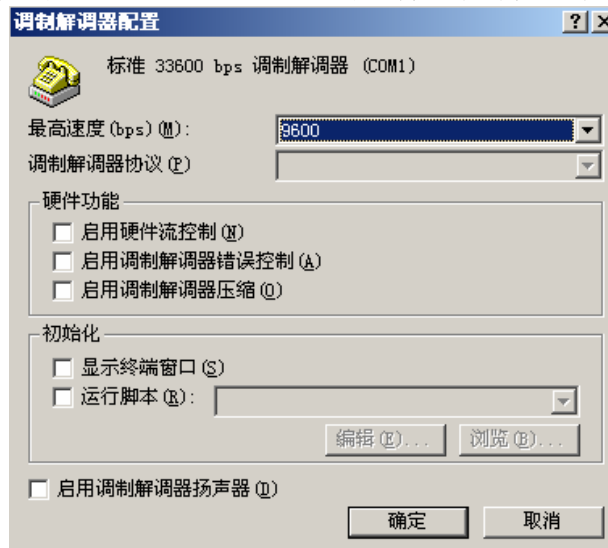 调制解调器配置
标准 33600 bps 调制解调器 (COM1)
最高速度(bps)(M): 9600
调制解调器协议(P)
硬件功能
启用硬件流控制(N)
启用调制解调器错误控制(A)
启用调制解调器压缩(O)
初始化
显示终端窗口(S)
运行脚本(R):
编辑(E)... 浏览(B)...
启用调制解调器扬声器(D)
确定 取消